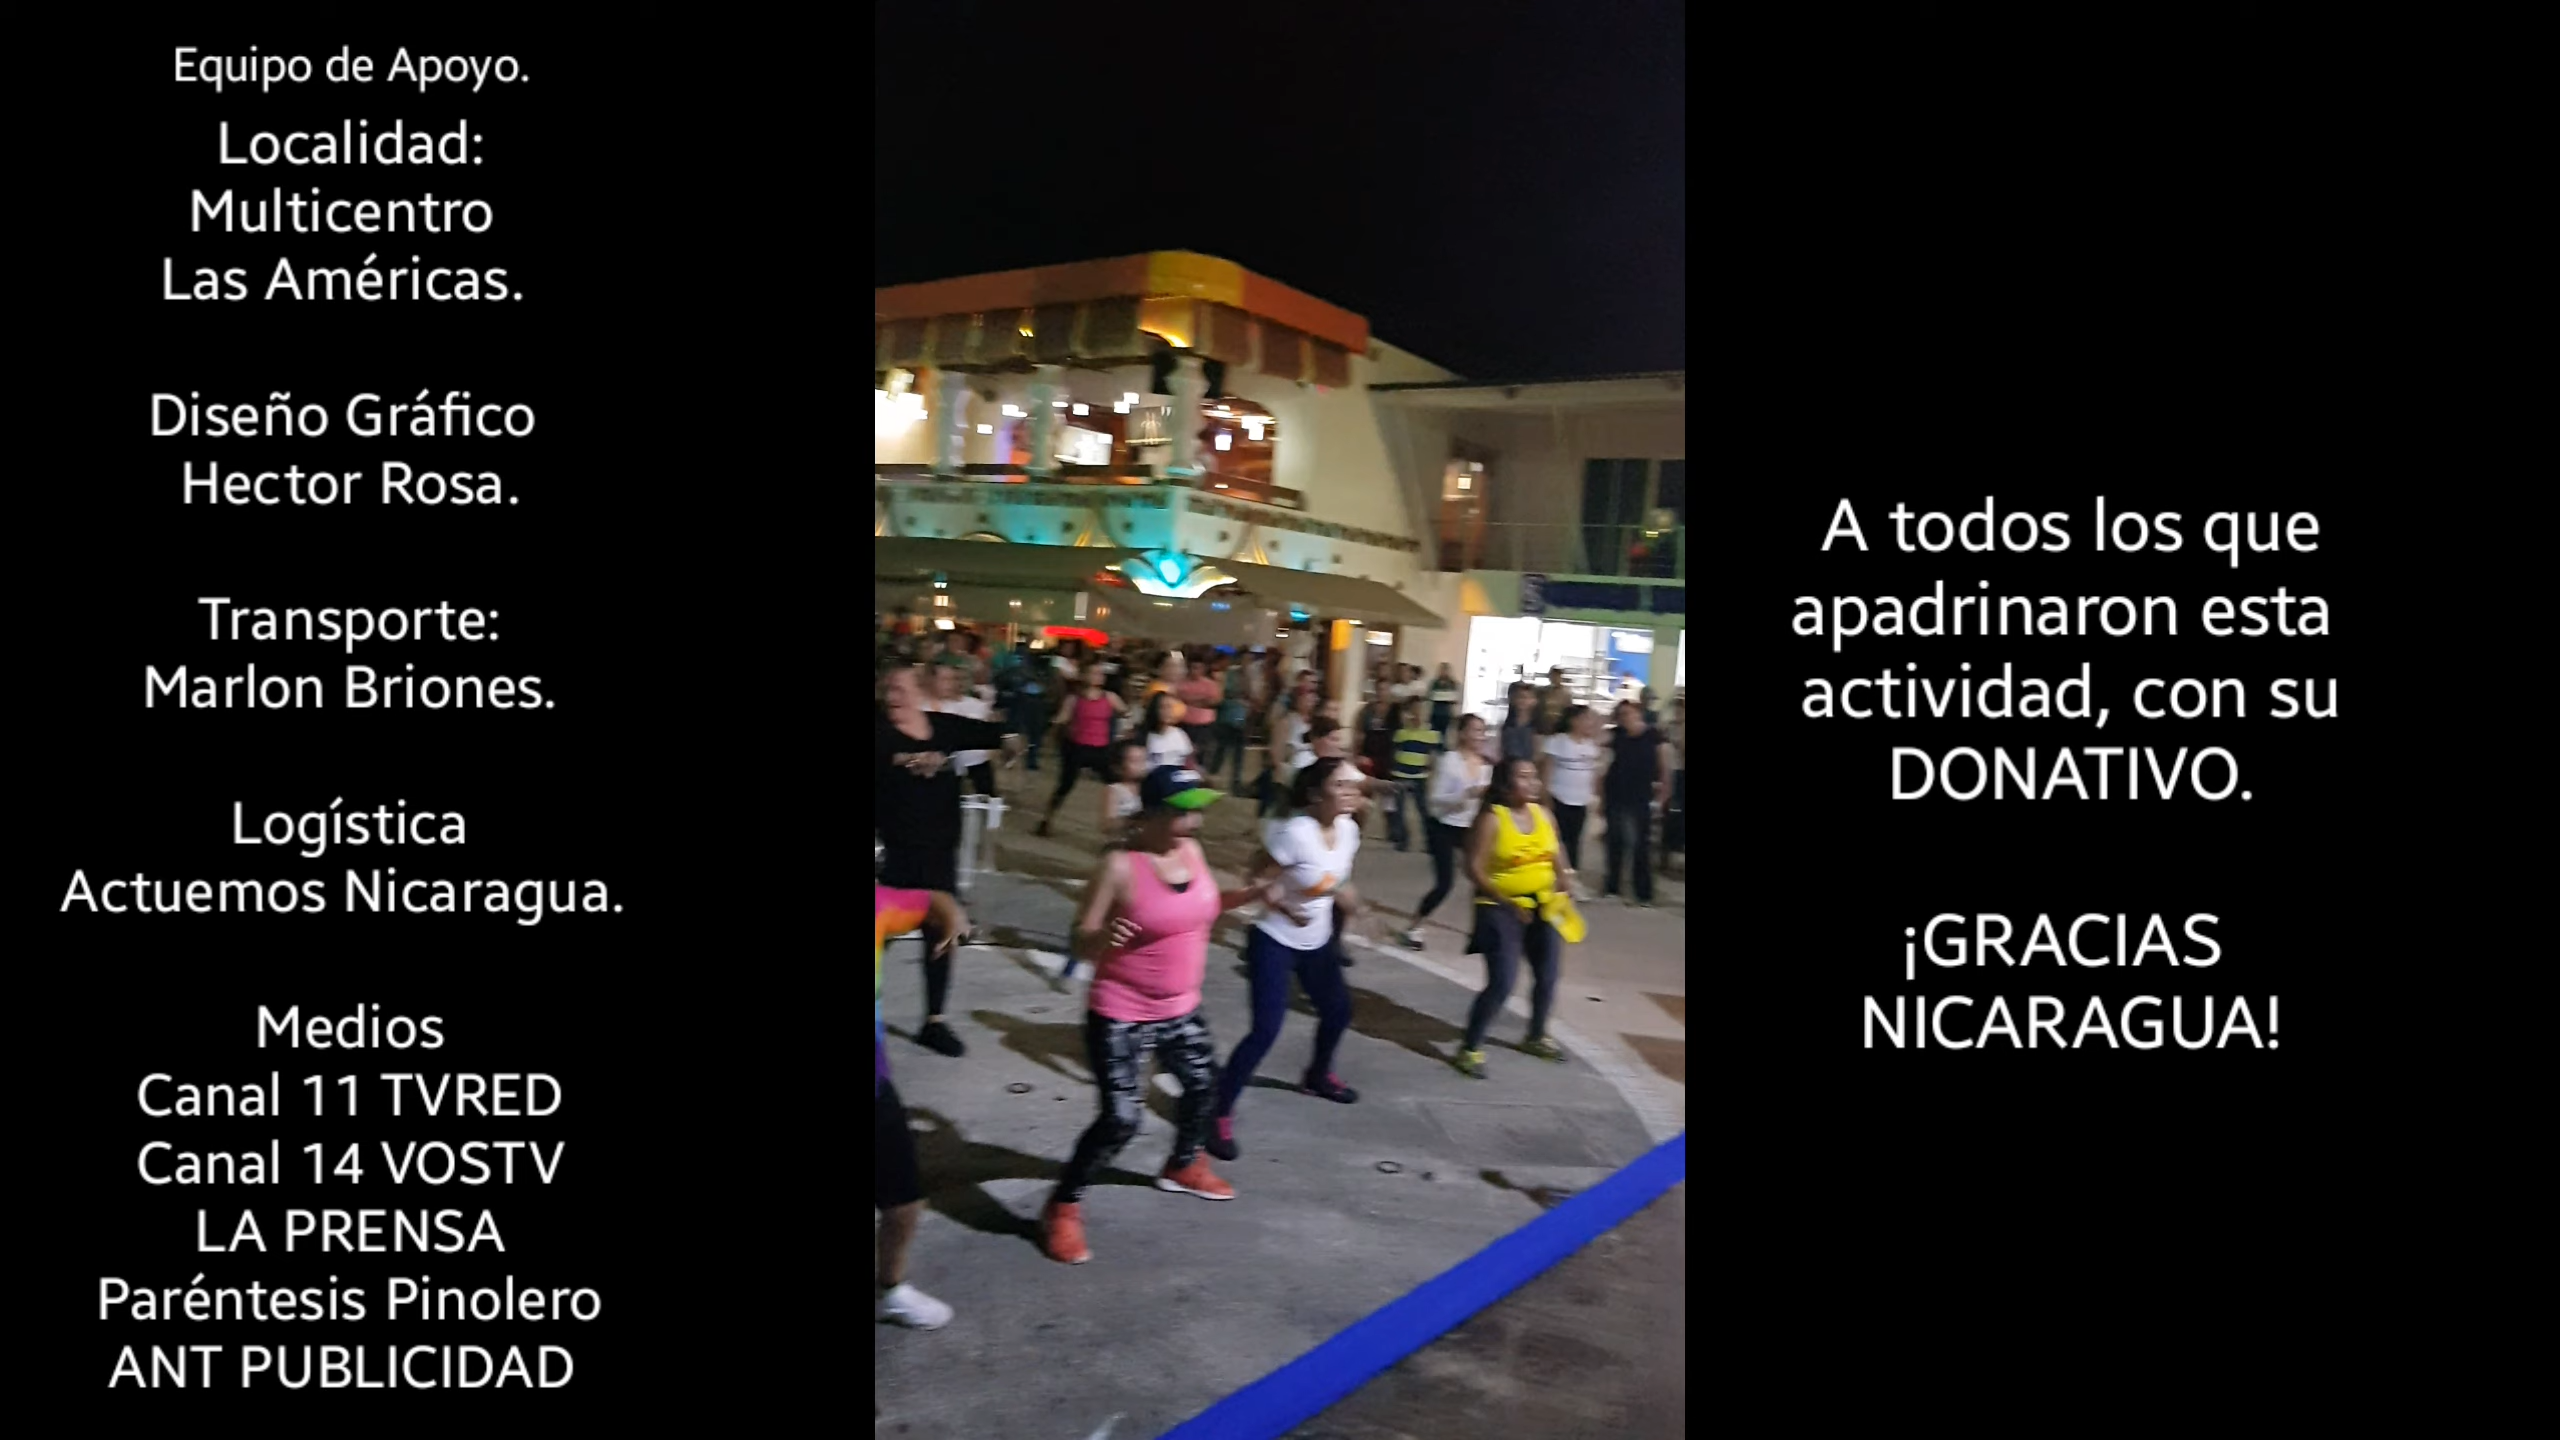 Equipo de Apoyo.
Localidad:
Multicentro
Las Américas.
Diseño Gráfico
Hector Rosa.
Transporte:
Marlon Briones.
Logística
Actuemos Nicaragua.
Medios
Canal 11 TVRED
Canal 14 VOSTV
LA PRENSA
Paréntesis Pinolero
ANT PUBLICIDAD
A todos los que
apadrinaron esta
actividad, con su
DONATIVO.
¡GRACIAS
NICARAGUA!